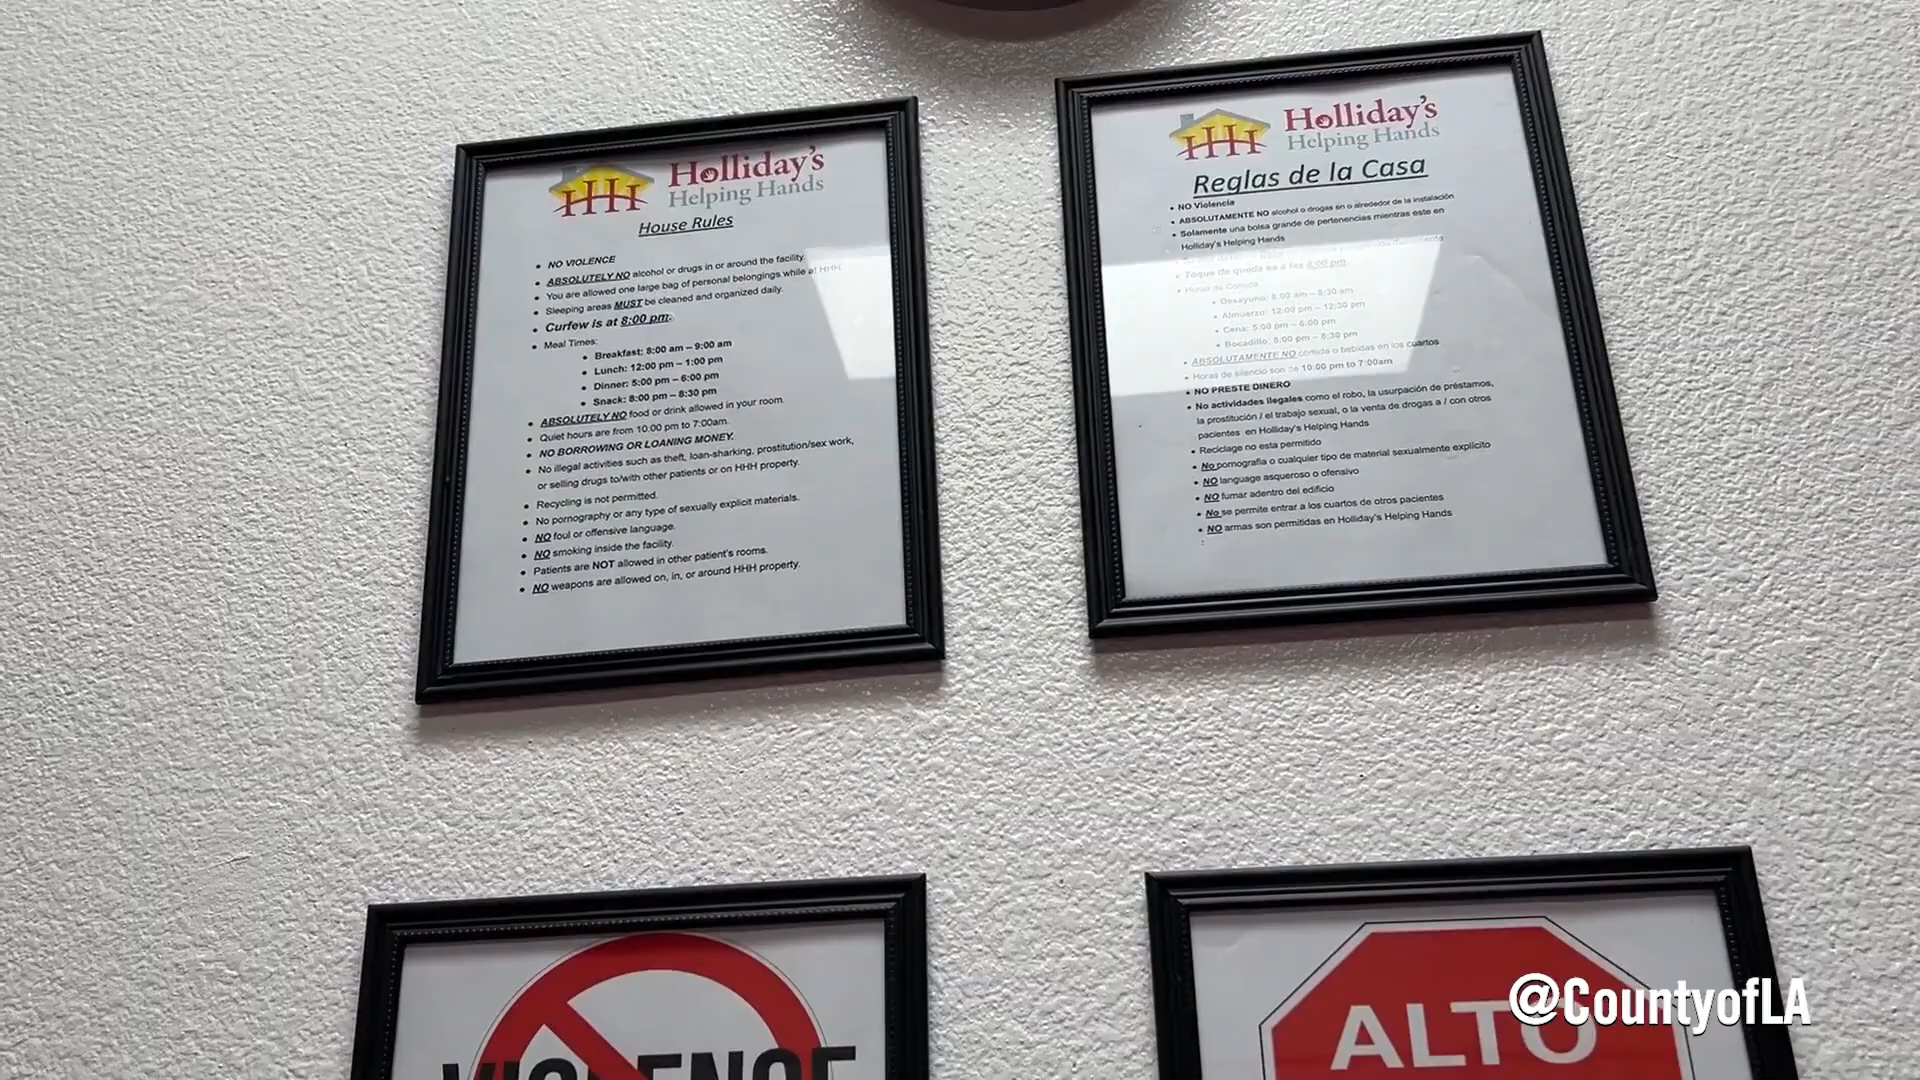 HHH Holliday's
Helping Hands
House Rules
• NO VIOLENCE
• ABSOLUTELY NO alcohol or drugs in or around the facility.
• You are allowed one large bag of personal belongings while at HHH
• Sleeping areas MUST be cleaned and organized daily.
• Curfew is at 8:00 pm.
• Meal Times:
• Breakfast: 8:00 am – 9:00 am
• Lunch: 12:00 pm – 1:00 pm
• Dinner: 5:00 pm – 6:00 pm
• Snack: 8:00 pm – 8:30 pm
• ABSOLUTELY NO food or drink allowed in your room.
• Quiet hours are from 10:00 pm to 7:00am.
• NO BORROWING OR LOANING MONEY.
• No illegal activities such as theft, loan-sharking, prostitution/sex work,
or selling drugs to/with other patients or on HHH property.
• Recycling is not permitted.
• No pornography or any type of sexually explicit materials.
• NO foul or offensive language.
• NO smoking inside the facility.
• Patients are NOT allowed in other patient's rooms.
• NO weapons are allowed on, in, or around HHH property.
HHH Holliday's
Helping Hands
Reglas de la Casa
• NO Violencia
• ABSOLUTAMENTE NO alcohol o drogas en o alrededor de la instalación
• Solamente una bolsa grande de pertenencias mientras este en
Holliday's Helping Hands
• Toque de queda es a las 8:00 pm.
• Horas de Comida
• Desayuno: 8:00 am – 8:30 am
• Almuerzo: 12:00 pm – 12:30 pm
• Cena: 5:00 pm – 6:00 pm
• Bocadillo: 8:00 pm – 8:30 pm
• ABSOLUTAMENTE NO comida o bebidas en los cuartos
• Horas de silencio son de 10:00 pm to 7:00am
• NO PRESTE DINERO
• No actividades ilegales como el robo, la usurpación de préstamos,
la prostitución / el trabajo sexual, o la venta de drogas a / con otros
pacientes en Holliday's Helping Hands
• Reciclage no esta permitido
• No pornografia o cualquier tipo de material sexualmente explícito
• NO language asqueroso o ofensivo
• NO fumar adentro del edificio
• No se permite entrar a los cuartos de otros pacientes
• NO armas son permitidas en Holliday's Helping Hands
VIOLENCE
ALTO
@CountyofLA